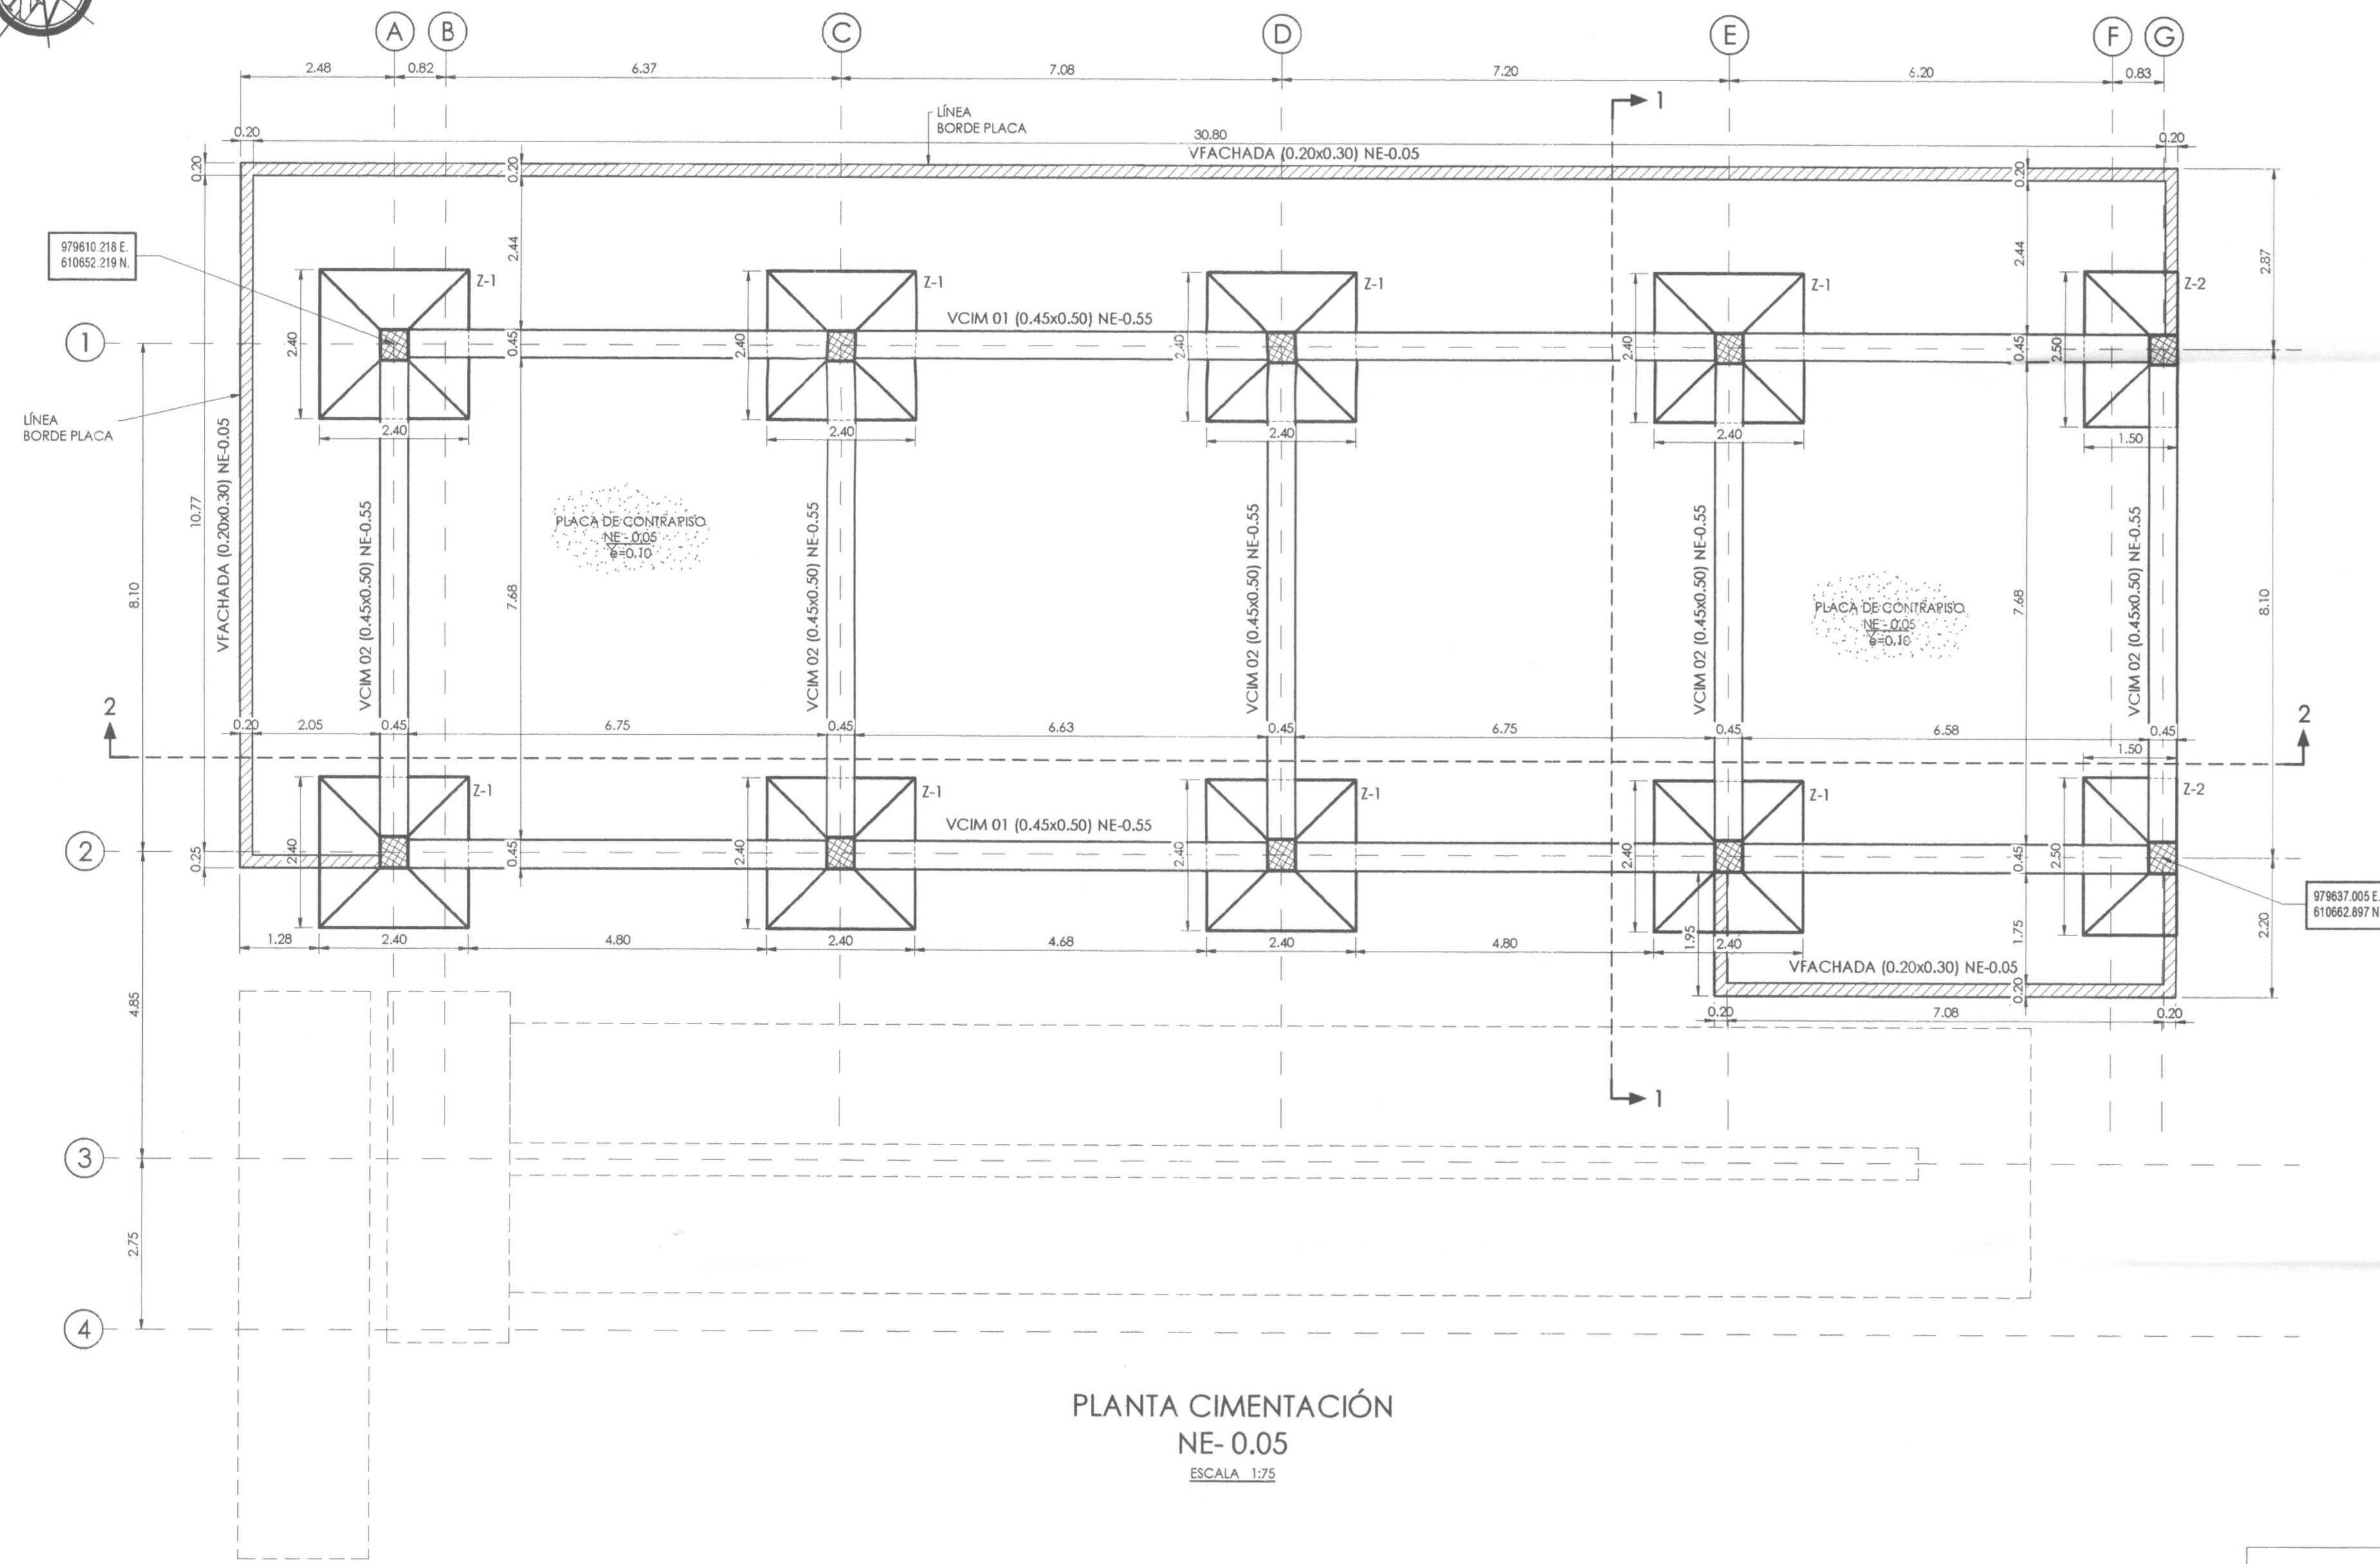 A B C D E F G
2.48 0.82 6.37 7.08 7.20 6.20 0.83
1
LÍNEA
BORDE PLACA
0.20 30.80 0.20
VFACHADA (0.20x0.30) NE-0.05
0.20 0.20 0.20
979610.218 E.
610652.219 N.
2.44 2.44 2.87
Z-1 Z-1 Z-1 Z-1 Z-2
VCIM 01 (0.45x0.50) NE-0.55
1
2.40 0.45 2.40 2.40 2.40 0.45 2.50
2.40 2.40 2.40 2.40 1.50
LÍNEA
BORDE PLACA
VFACHADA (0.20x0.30) NE-0.05
10.77
8.10
VCIM 02 (0.45x0.50) NE-0.55
PLACA DE CONTRAPISO
NE - 0.05
e=0.10
7.68
VCIM 02 (0.45x0.50) NE-0.55
VCIM 02 (0.45x0.50) NE-0.55
VCIM 02 (0.45x0.50) NE-0.55
PLACA DE CONTRAPISO
NE - 0.05
e=0.10
7.68
VCIM 02 (0.45x0.50) NE-0.55
8.10
2 2
0.20 2.05 0.45 6.75 0.45 6.63 0.45 6.75 0.45 6.58 0.45
1.50
Z-1 Z-1 Z-1 Z-1 Z-2
VCIM 01 (0.45x0.50) NE-0.55
2
0.25 2.40 0.45 2.40 2.40 2.40 0.45 2.50
979637.005 E.
610662.897 N
1.28 2.40 4.80 2.40 4.68 2.40 4.80 2.40
1.95 1.75 2.20
VFACHADA (0.20x0.30) NE-0.05
0.20
0.20 7.08 0.20
4.85
1
3
2.75
4
PLANTA CIMENTACIÓN
NE- 0.05
ESCALA 1:75